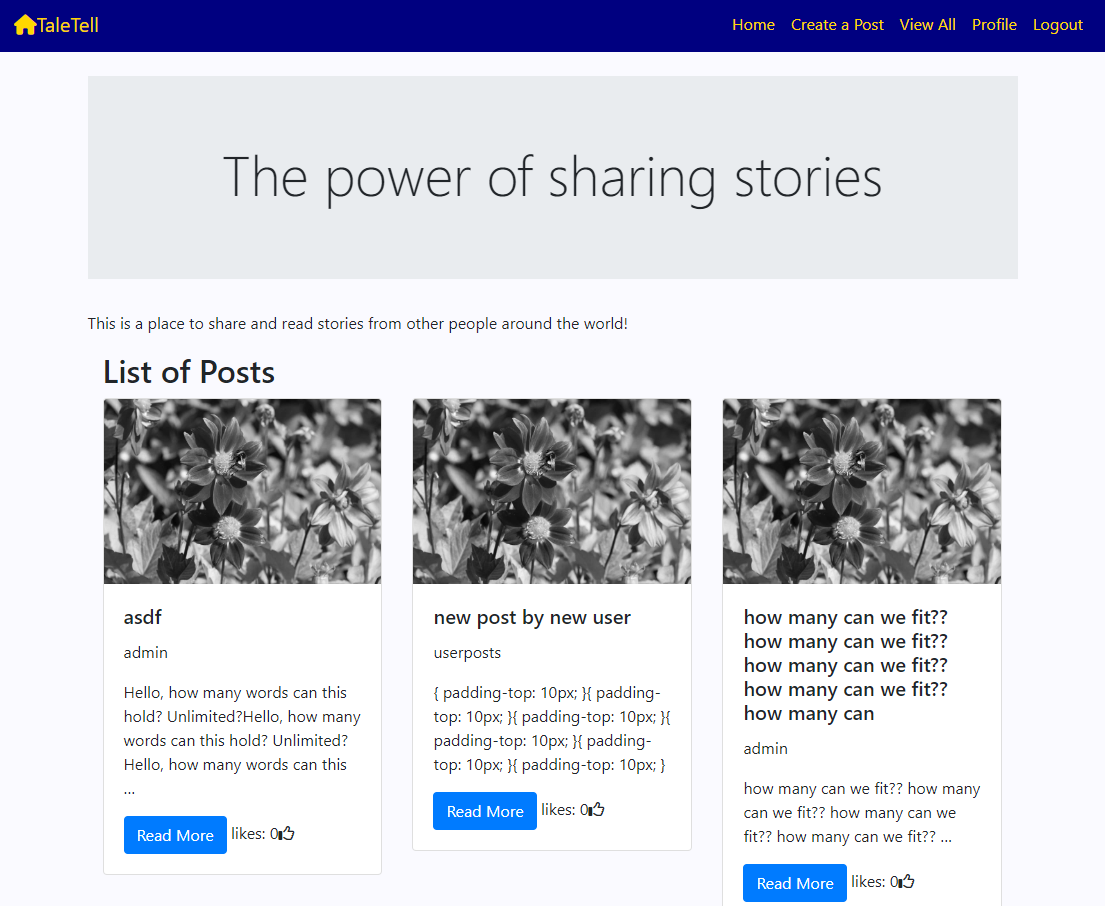 TaleTell
Home Create a Post View All Profile Logout
The power of sharing stories
This is a place to share and read stories from other people around the world!
List of Posts
asdf
admin
Hello, how many words can this
hold? Unlimited?Hello, how many
words can this hold? Unlimited?
Hello, how many words can this
...
Read More likes: 0
new post by new user
userposts
{ padding-top: 10px; }{ padding-
top: 10px; }{ padding-top: 10px; }{
padding-top: 10px; }{ padding-
top: 10px; }{ padding-top: 10px; }
Read More likes: 0
how many can we fit??
how many can we fit??
how many can we fit??
how many can we fit??
how many can
admin
how many can we fit?? how many
can we fit?? how many can we
fit?? how many can we fit?? ...
Read More likes: 0